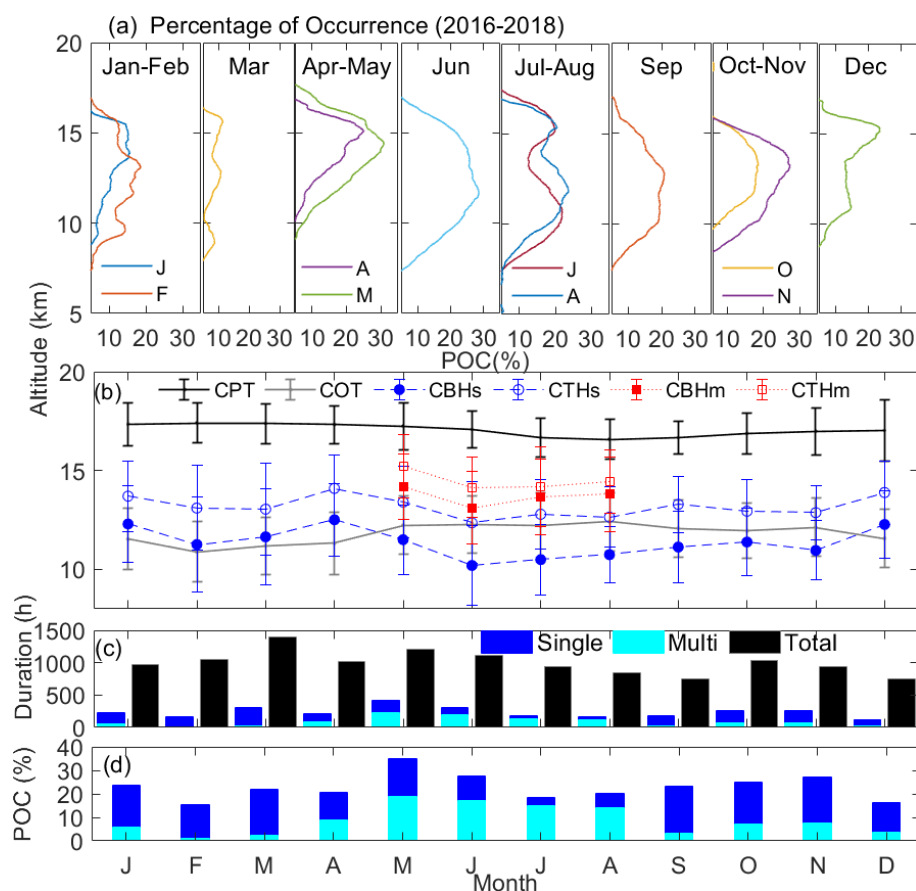 (a) Percentage of Occurrence (2016-2018)
20
15
10
5
Altitude (km)
Jan-Feb Mar Apr-May Jun Jul-Aug Sep Oct-Nov Dec
J
F
A
M
J
A
O
N
10 20 30 10 20 30 10 20 30 10 20 30 10 20 30 10 20 30 10 20 30 10 20 30
POC(%)
(b) CPT COT CBHs CTHs CBHm CTHm
20
15
10
(c) Single Multi Total
1500
1000
500
0
Duration (h)
(d)
40
30
20
10
0
POC (%)
J F M A M J J A S O N D
Month